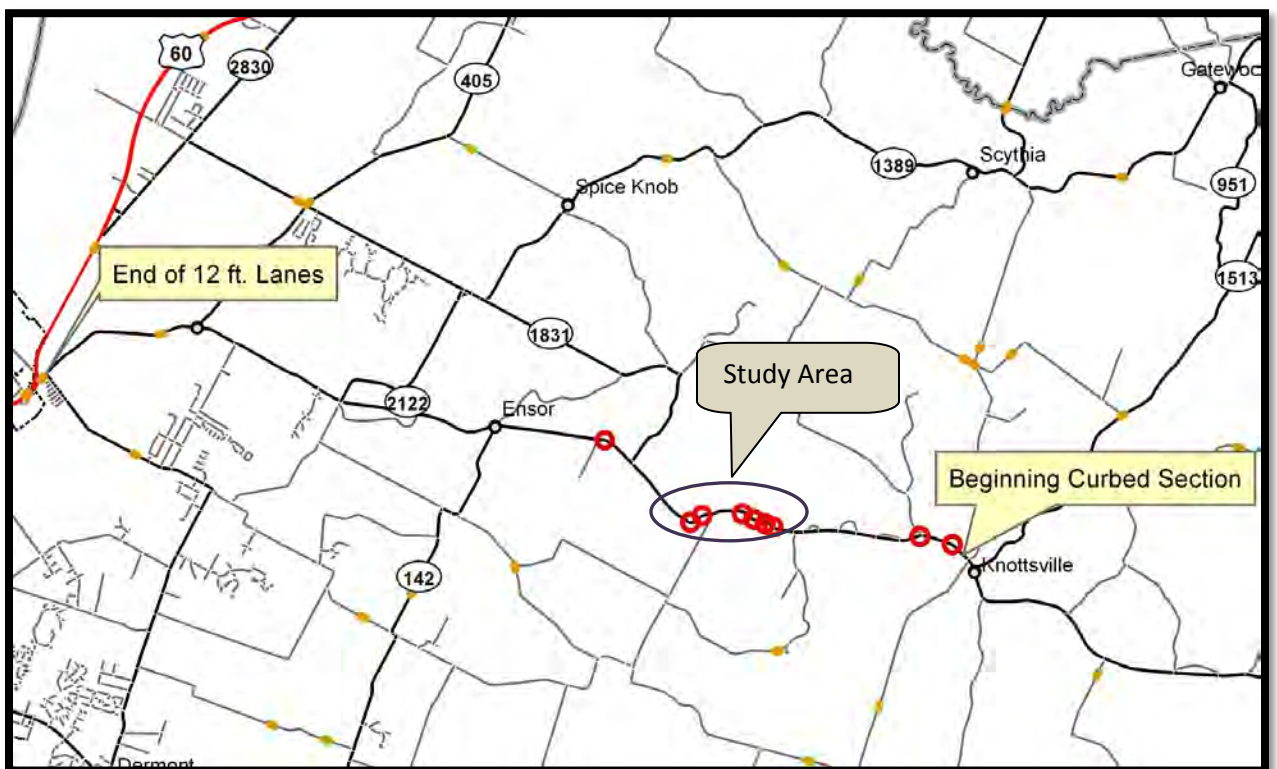 60
2830
405
Gatewoo
1389
Scythia
951
Spice Knob
End of 12 ft. Lanes
1513
1831
Study Area
2122
Ensor
Beginning Curbed Section
Knottsville
142
Dermont